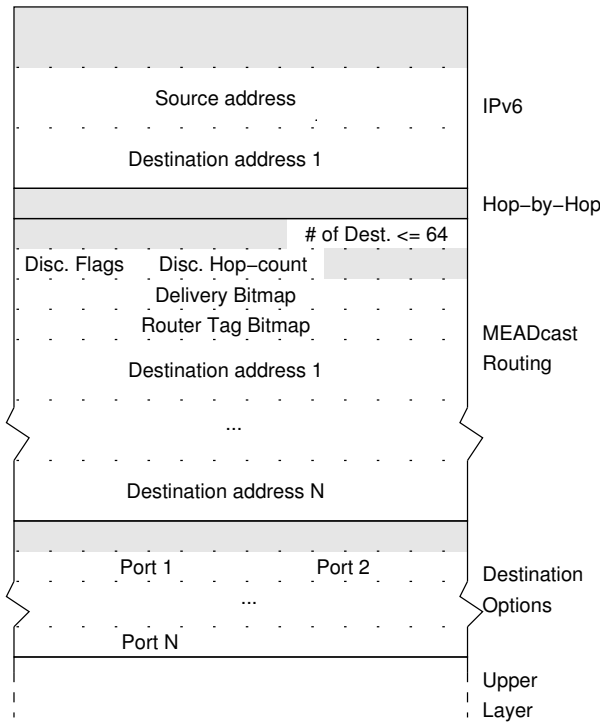 Source address
IPv6
Destination address 1
Hop−by−Hop
# of Dest. <= 64
Disc. Flags Disc. Hop−count
Delivery Bitmap
Router Tag Bitmap
MEADcast
Routing
Destination address 1
...
Destination address N
Port 1 Port 2
Destination
Options
...
Port N
Upper
Layer